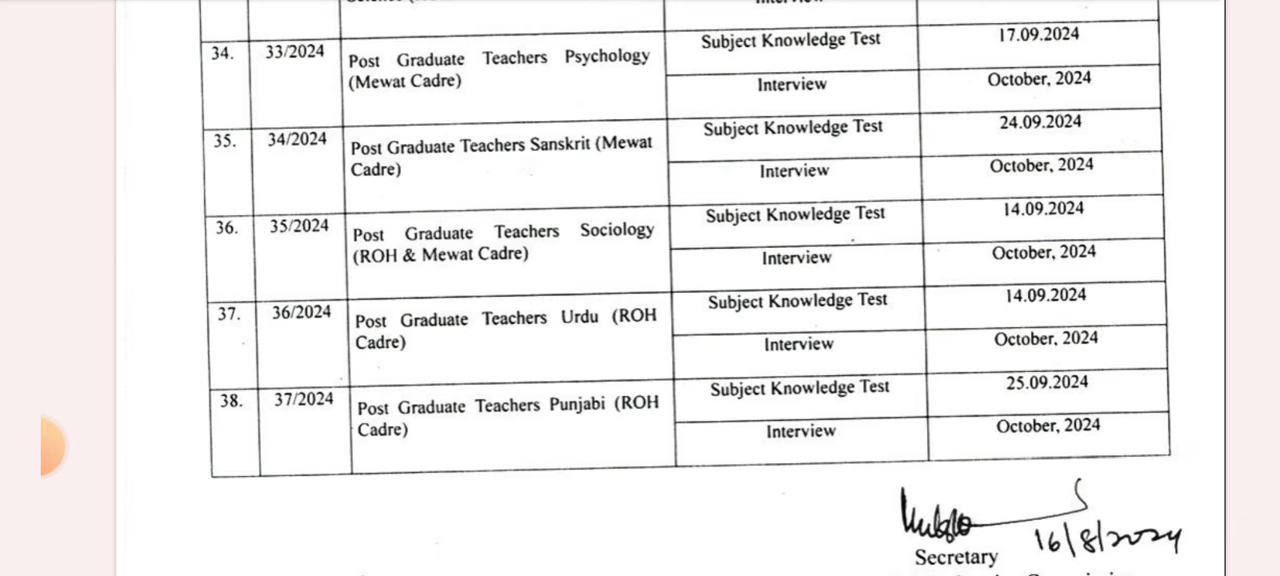 34. 33/2024 Post Graduate Teachers Psychology Subject Knowledge Test 17.09.2024
(Mewat Cadre) Interview October, 2024
35. 34/2024 Post Graduate Teachers Sanskrit (Mewat Subject Knowledge Test 24.09.2024
Cadre) Interview October, 2024
36. 35/2024 Post Graduate Teachers Sociology Subject Knowledge Test 14.09.2024
(ROH & Mewat Cadre) Interview October, 2024
37. 36/2024 Post Graduate Teachers Urdu (ROH Subject Knowledge Test 14.09.2024
Cadre) Interview October, 2024
38. 37/2024 Post Graduate Teachers Punjabi (ROH Subject Knowledge Test 25.09.2024
Cadre) Interview October, 2024
16/8/2024
Secretary